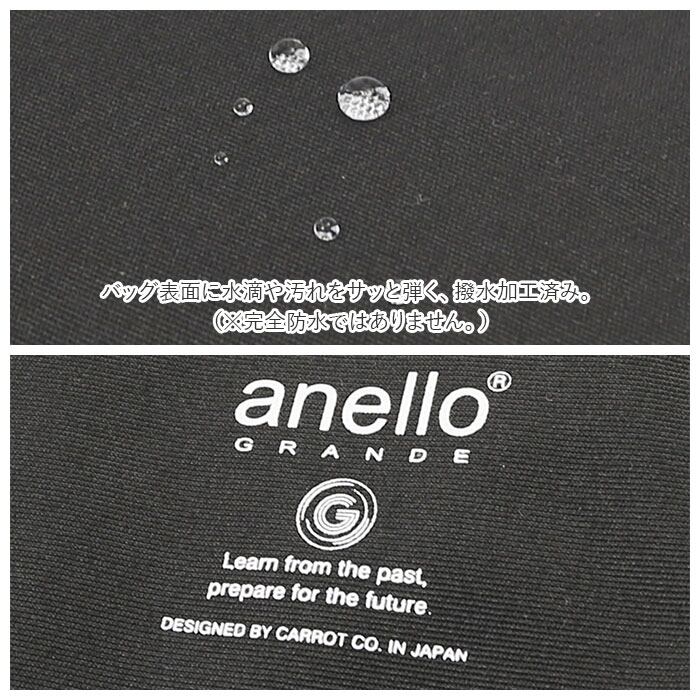 バッグ表面に水滴や汚れをサッと弾く、撥水加工済み。
（※完全防水ではありません。）
anello®
GRANDE
G
Learn from the past,
prepare for the future.
DESIGNED BY CARROT CO. IN JAPAN